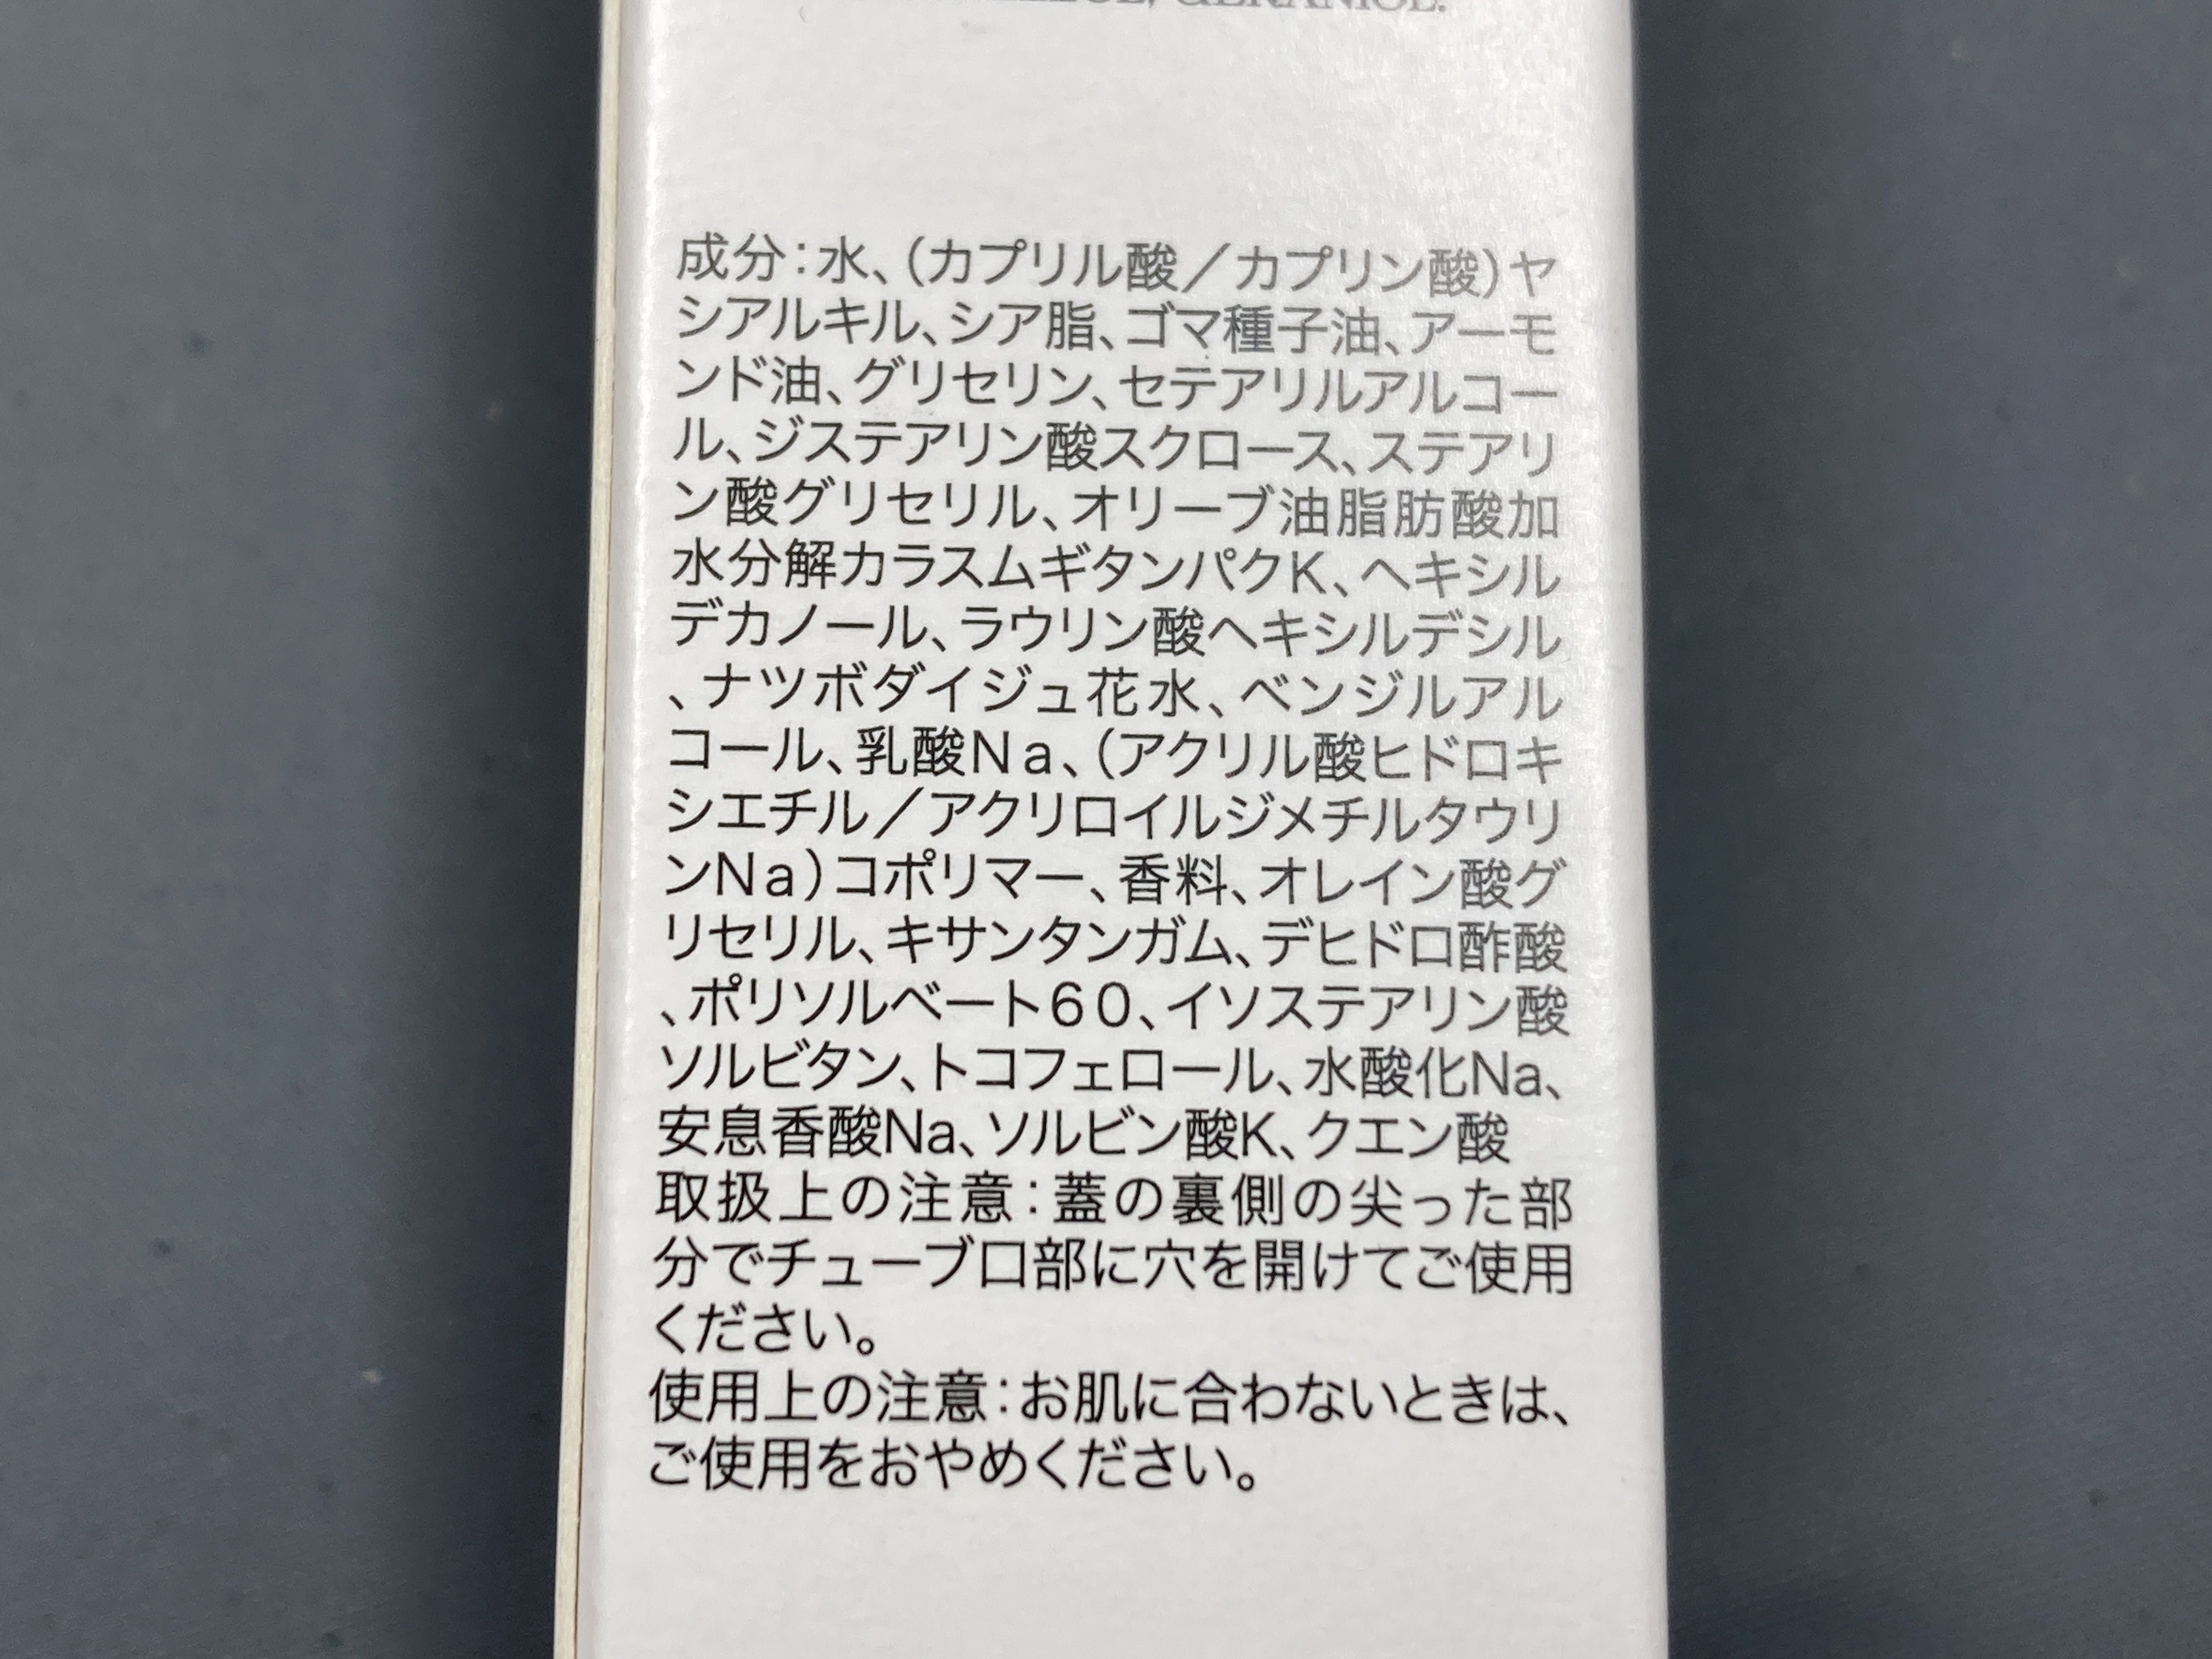 GERANIOL.
成分：水、（カプリル酸／カプリン酸）ヤ
シアルキル、シア脂、ゴマ種子油、アーモ
ンド油、グリセリン、セテアリルアルコー
ル、ジステアリン酸スクロース、ステアリ
ン酸グリセリル、オリーブ油脂肪酸加
水分解カラスムギタンパクK、ヘキシル
デカノール、ラウリン酸ヘキシルデシル
、ナツボダイジュ花水、ベンジルアル
コール、乳酸Ｎａ、（アクリル酸ヒドロキ
シエチル／アクリロイルジメチルタウリ
ンＮａ）コポリマー、香料、オレイン酸グ
リセリル、キサンタンガム、デヒドロ酢酸
、ポリソルベート６０、イソステアリン酸
ソルビタン、トコフェロール、水酸化Na、
安息香酸Na、ソルビン酸K、クエン酸
取扱上の注意：蓋の裏側の尖った部
分でチューブ口部に穴を開けてご使用
ください。
使用上の注意：お肌に合わないときは、
ご使用をおやめください。